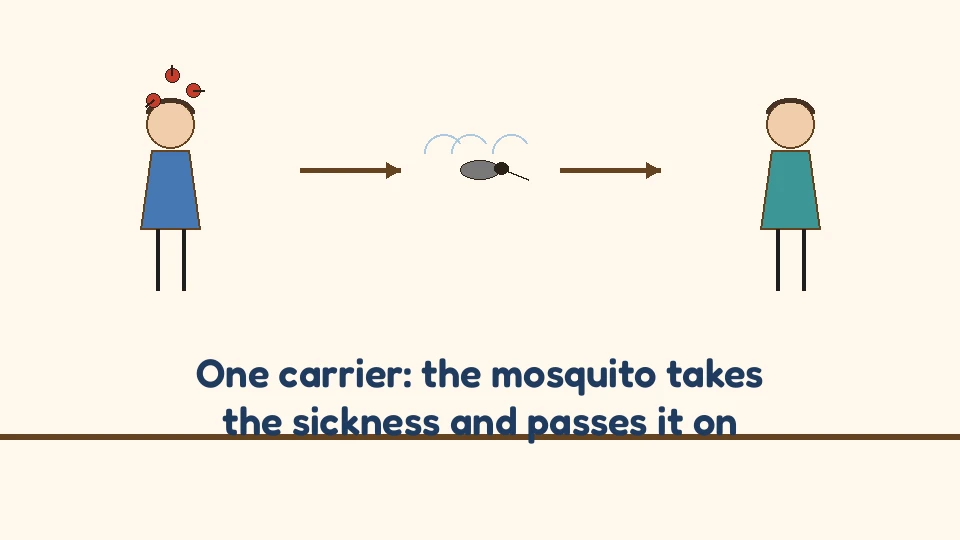 One carrier: the mosquito takes
the sickness and passes it on